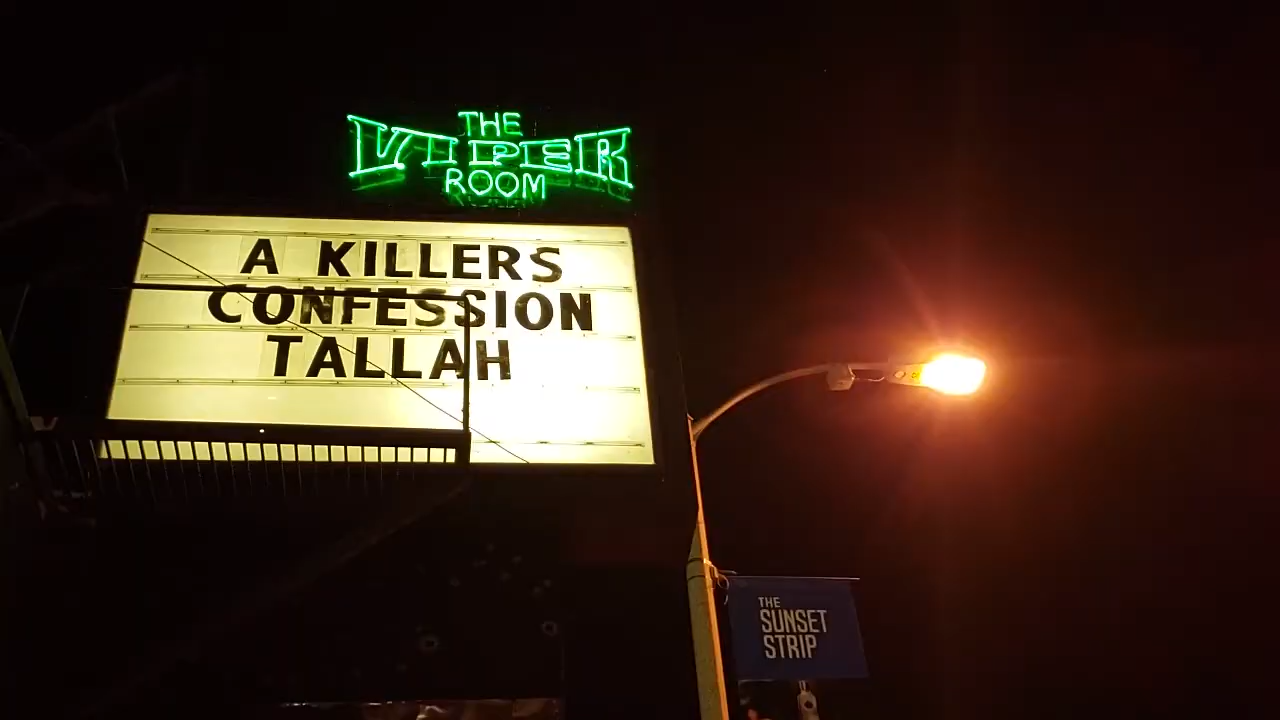 THE
VIPER
ROOM
A KILLERS
CONFESSION
TALLAH
THE
SUNSET
STRIP